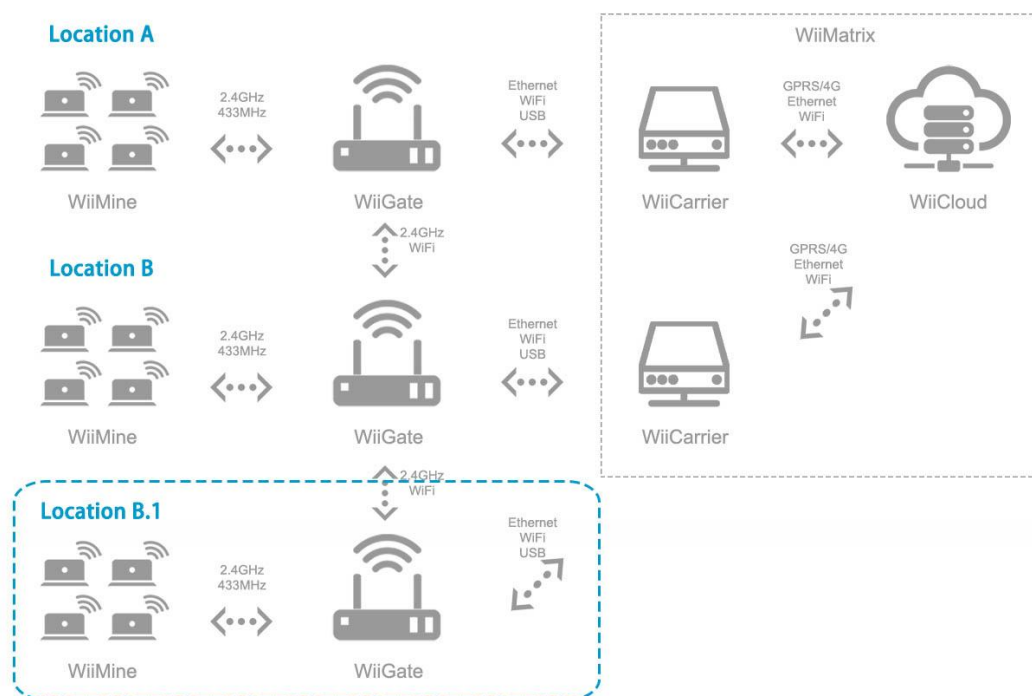 Location A
WiiMatrix
2.4GHz
433MHz
Ethernet
WiFi
USB
GPRS/4G
Ethernet
WiFi
WiiMine
WiiGate
WiiCarrier
WiiCloud
2.4GHz
WiFi
Location B
GPRS/4G
Ethernet
WiFi
2.4GHz
433MHz
Ethernet
WiFi
USB
WiiMine
WiiGate
WiiCarrier
2.4GHz
WiFi
Location B.1
Ethernet
WiFi
USB
2.4GHz
433MHz
WiiMine
WiiGate